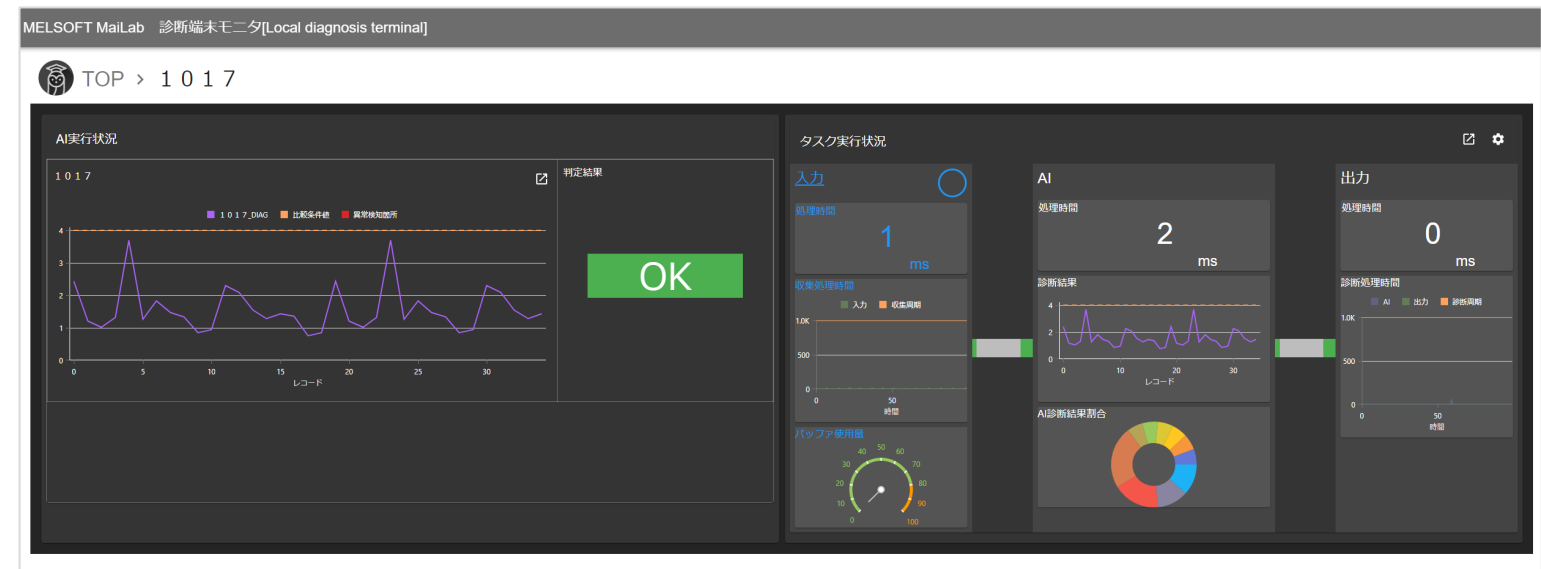 MELSOFT MaiLab　診断端末モニタ[Local diagnosis terminal]
TOP › １０１７
AI実行状況
１０１７
１０１７_DIAG 比較条件値 異常検知箇所
4
3
2
1
0
0 5 10 15 20 25 30
レコード
判定結果
OK
タスク実行状況
入力
処理時間
1
ms
収集処理時間
入力 収集周期
1.0K
500
0
0 50
時間
バッファ使用量
0 10 20 30 40 50 60 70 80 90 100
AI
処理時間
2
ms
診断結果
4
2
0
0 10 20 30
レコード
AI診断結果割合
出力
処理時間
0
ms
診断処理時間
AI 出力 診断周期
1.0K
500
0
0 50
時間